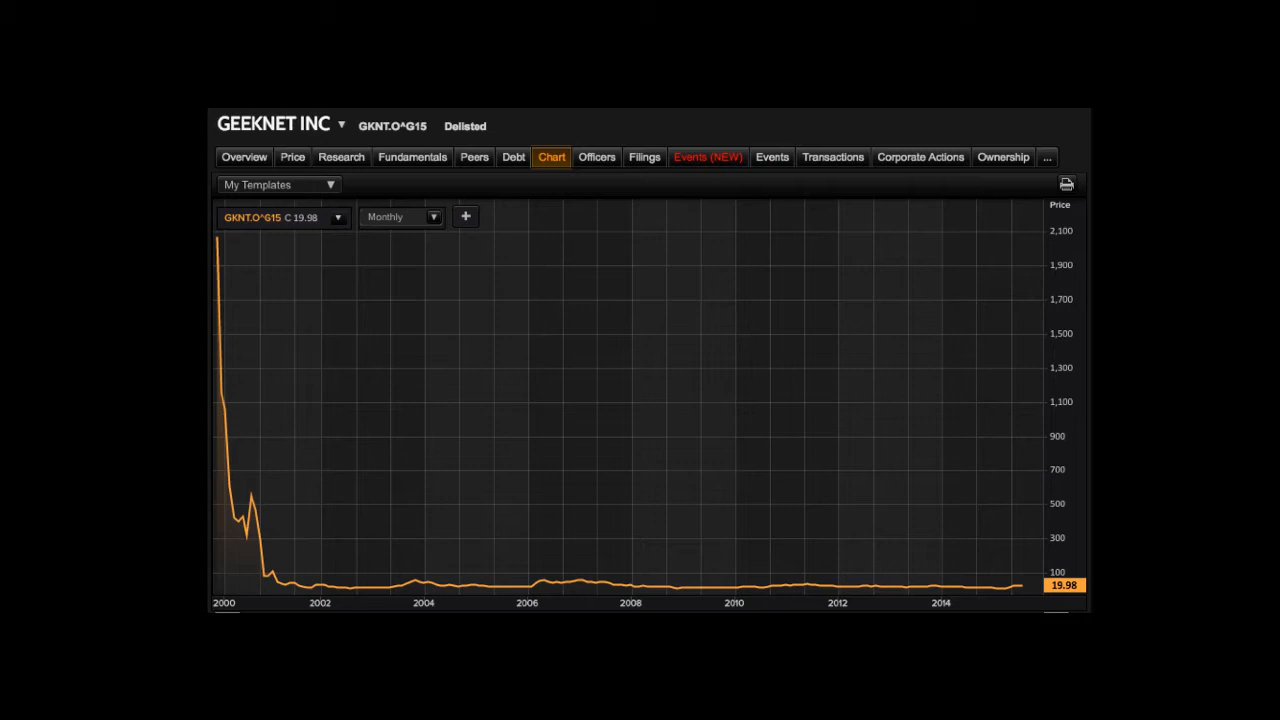 GEEKNET INC GKNT.O^G15 Delisted
Overview Price Research Fundamentals Peers Debt Chart Officers Filings Events (NEW) Events Transactions Corporate Actions Ownership ...
My Templates
Price
GKNT.O^G15 C 19.98 Monthly +
2,100
1,900
1,700
1,500
1,300
1,100
900
700
500
300
100
19.98
2000 2002 2004 2006 2008 2010 2012 2014